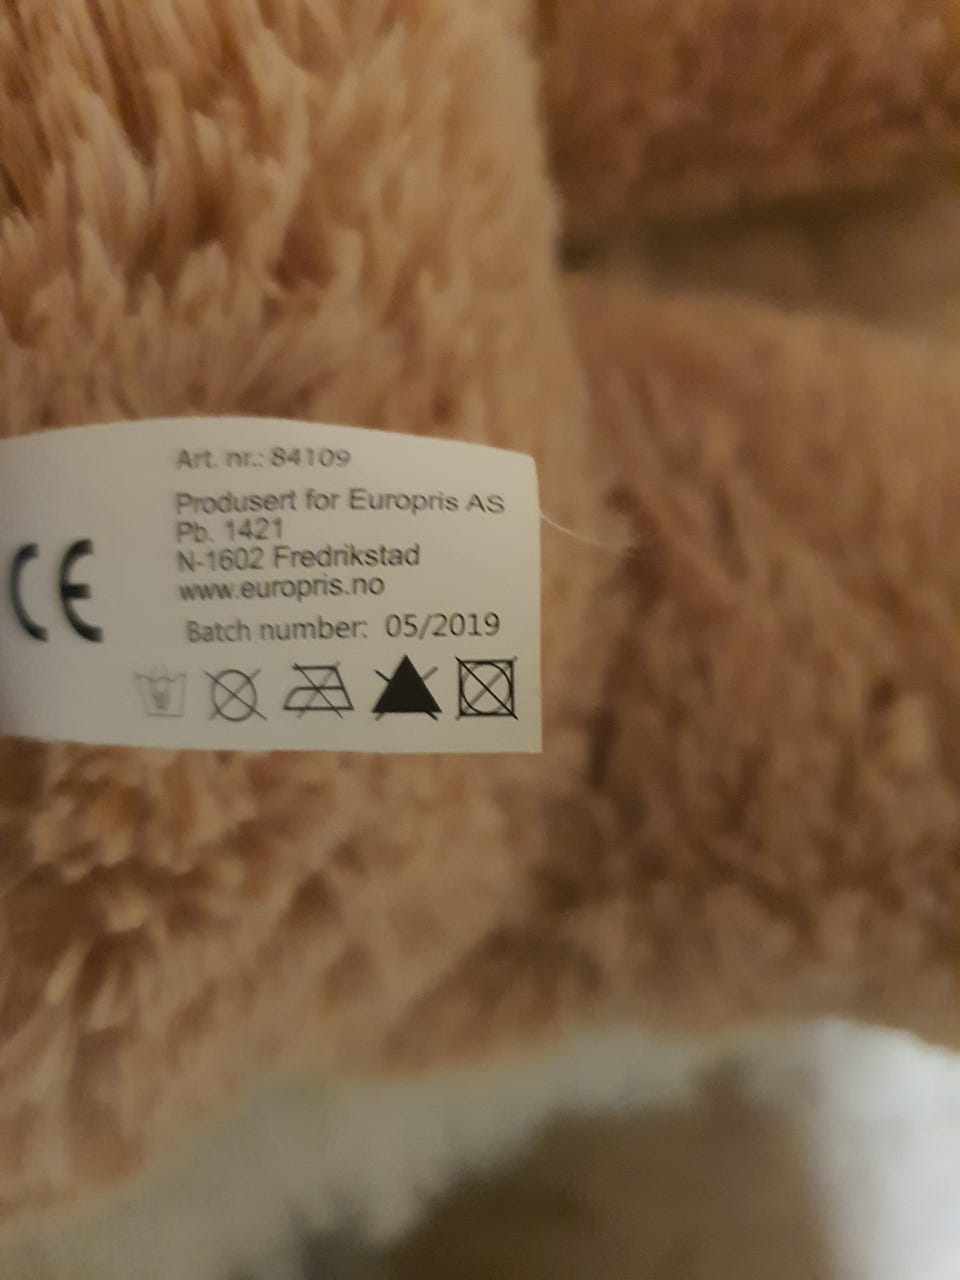 Art. nr.: 84109
Produsert for Europris AS
Pb. 1421
N-1602 Fredrikstad
www.europris.no
CE
Batch number: 05/2019